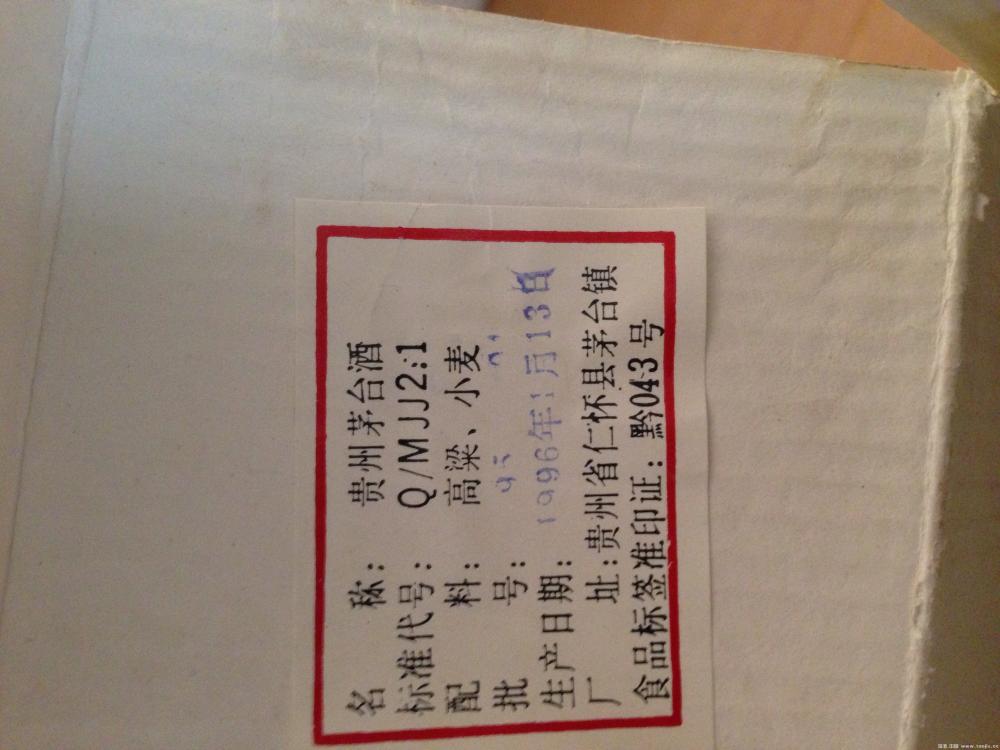 名称：贵州茅台酒
标准代号：Q/MJJ2:1
配料：高粱、小麦
批号：95
生产日期：1996年1月13日
厂址：贵州省仁怀县茅台镇
食品标签准印证：黔043号